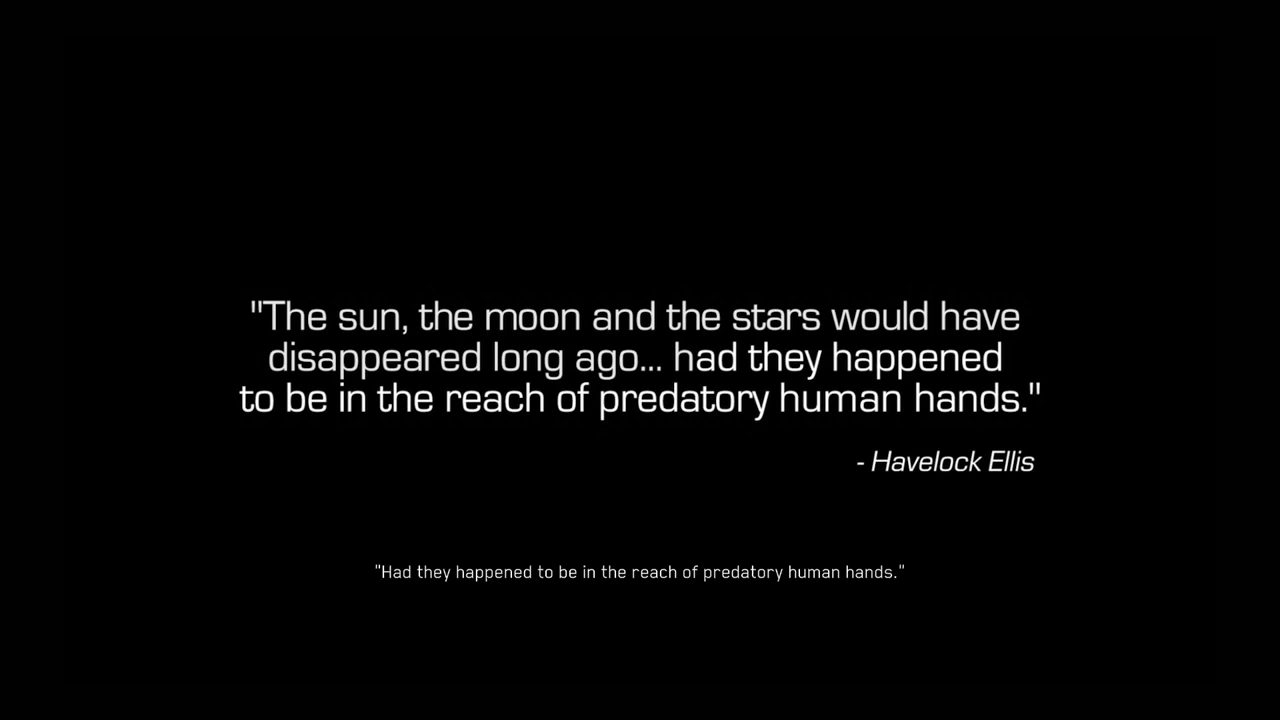 "The sun, the moon and the stars would have
disappeared long ago... had they happened
to be in the reach of predatory human hands."
- Havelock Ellis
"Had they happened to be in the reach of predatory human hands."